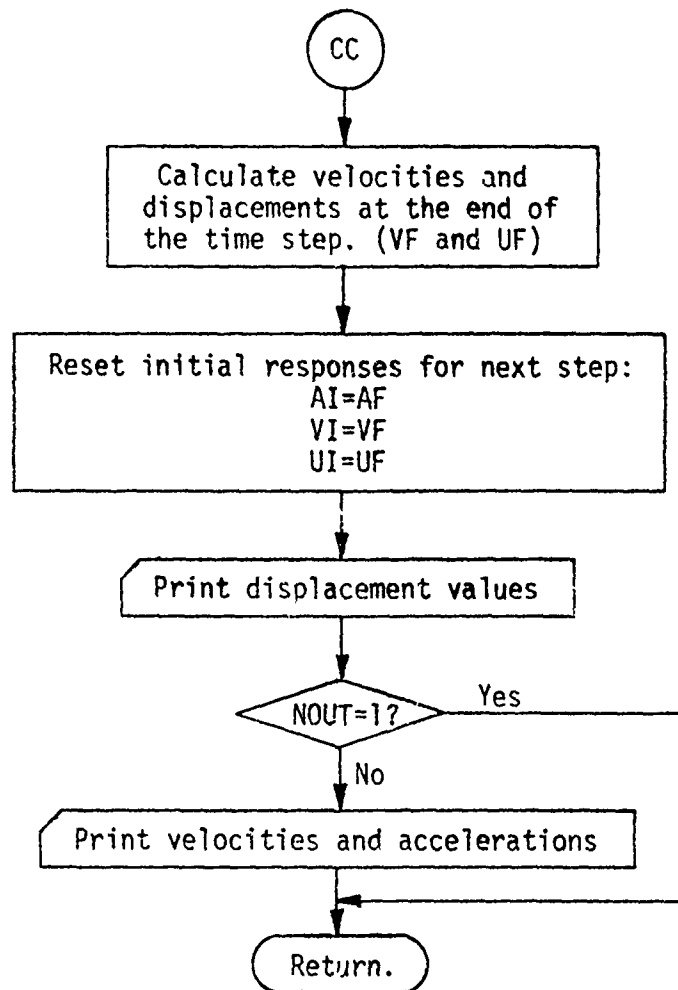 CC
Calculate velocities and
displacements at the end of
the time step. (VF and UF)
Reset initial responses for next step:
AI=AF
VI=VF
UI=UF
Print displacement values
NOUT=1?
Yes
No
Print velocities and accelerations
Return.